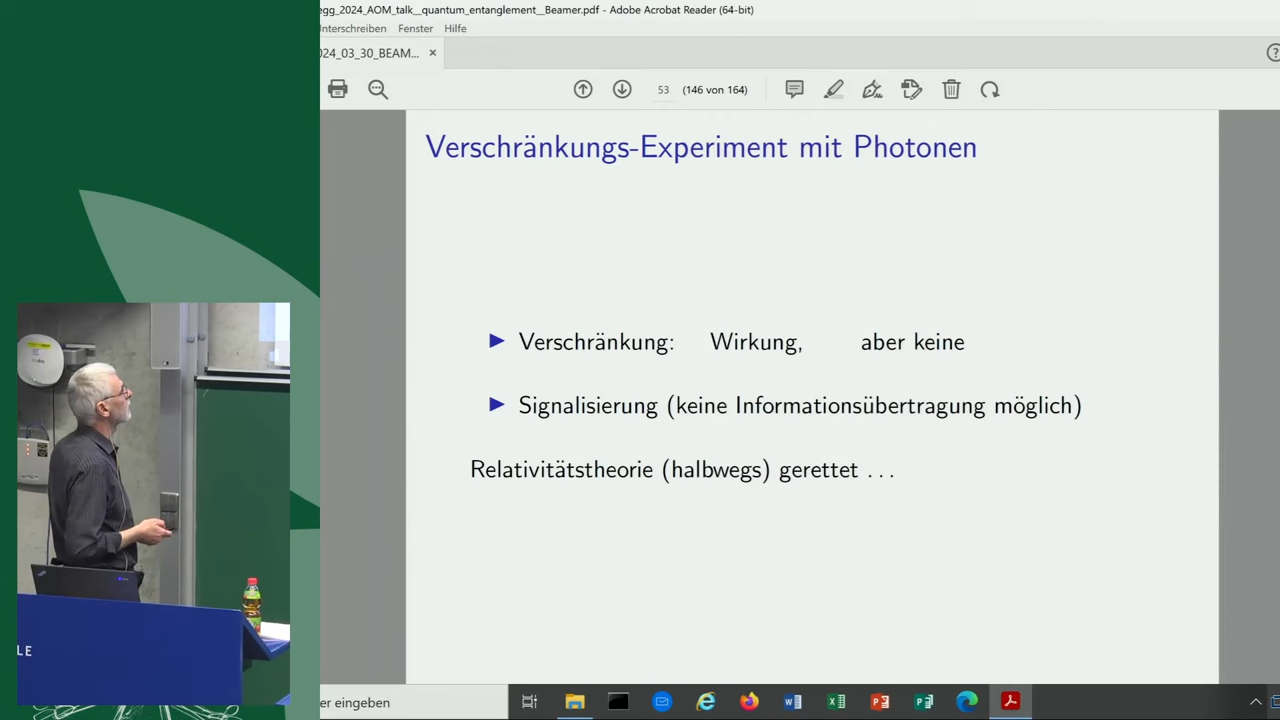 egg_2024_AOM_talk__quantum_entanglement__Beamer.pdf - Adobe Acrobat Reader (64-bit)
Unterschreiben Fenster Hilfe
024_03_30_BEAM... ×
53 (146 von 164)
Verschränkungs-Experiment mit Photonen
▶ Verschränkung: Wirkung, aber keine
▶ Signalisierung (keine Informationsübertragung möglich)
Relativitätstheorie (halbwegs) gerettet . . .
LE
er eingeben